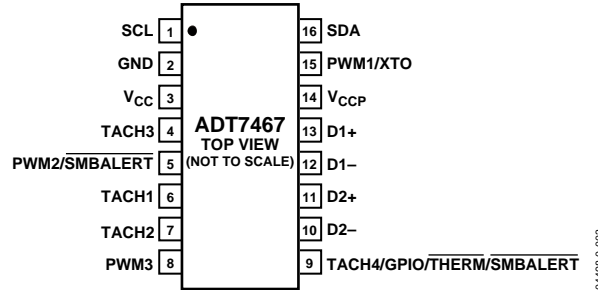 SCL 1 16 SDA
GND 2 15 PWM1/XTO
VCC 3 14 VCCP
TACH3 4 ADT7467 13 D1+
TOP VIEW
PWM2/SMBALERT 5 (NOT TO SCALE) 12 D1–
TACH1 6 11 D2+
TACH2 7 10 D2–
PWM3 8 9 TACH4/GPIO/THERM/SMBALERT